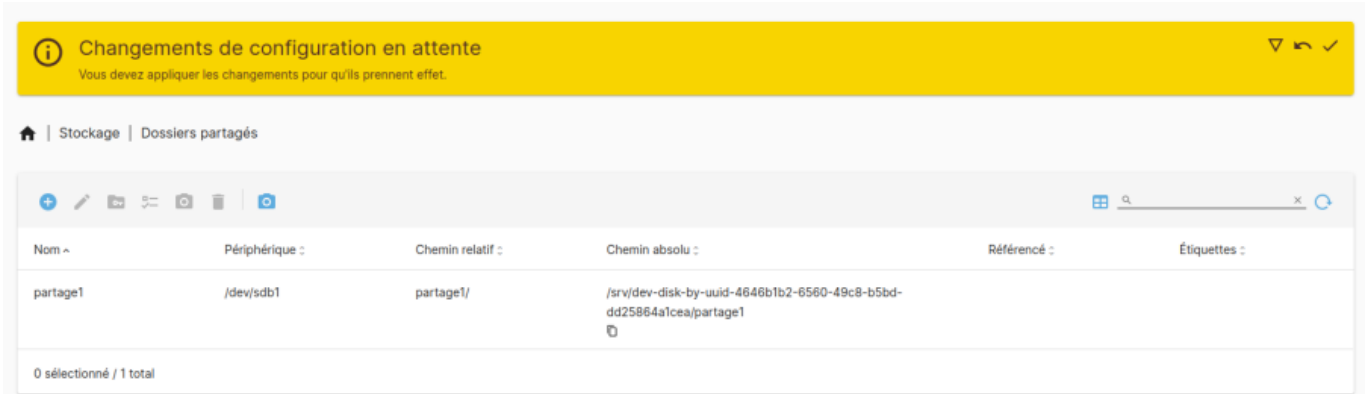 Changements de configuration en attente
Vous devez appliquer les changements pour qu'ils prennent effet.
| Stockage | Dossiers partagés
Nom Périphérique Chemin relatif Chemin absolu Référencé Étiquettes
partage1 /dev/sdb1 partage1/ /srv/dev-disk-by-uuid-4646b1b2-6560-49c8-b5bd-
dd25864a1cea/partage1
0 sélectionné / 1 total